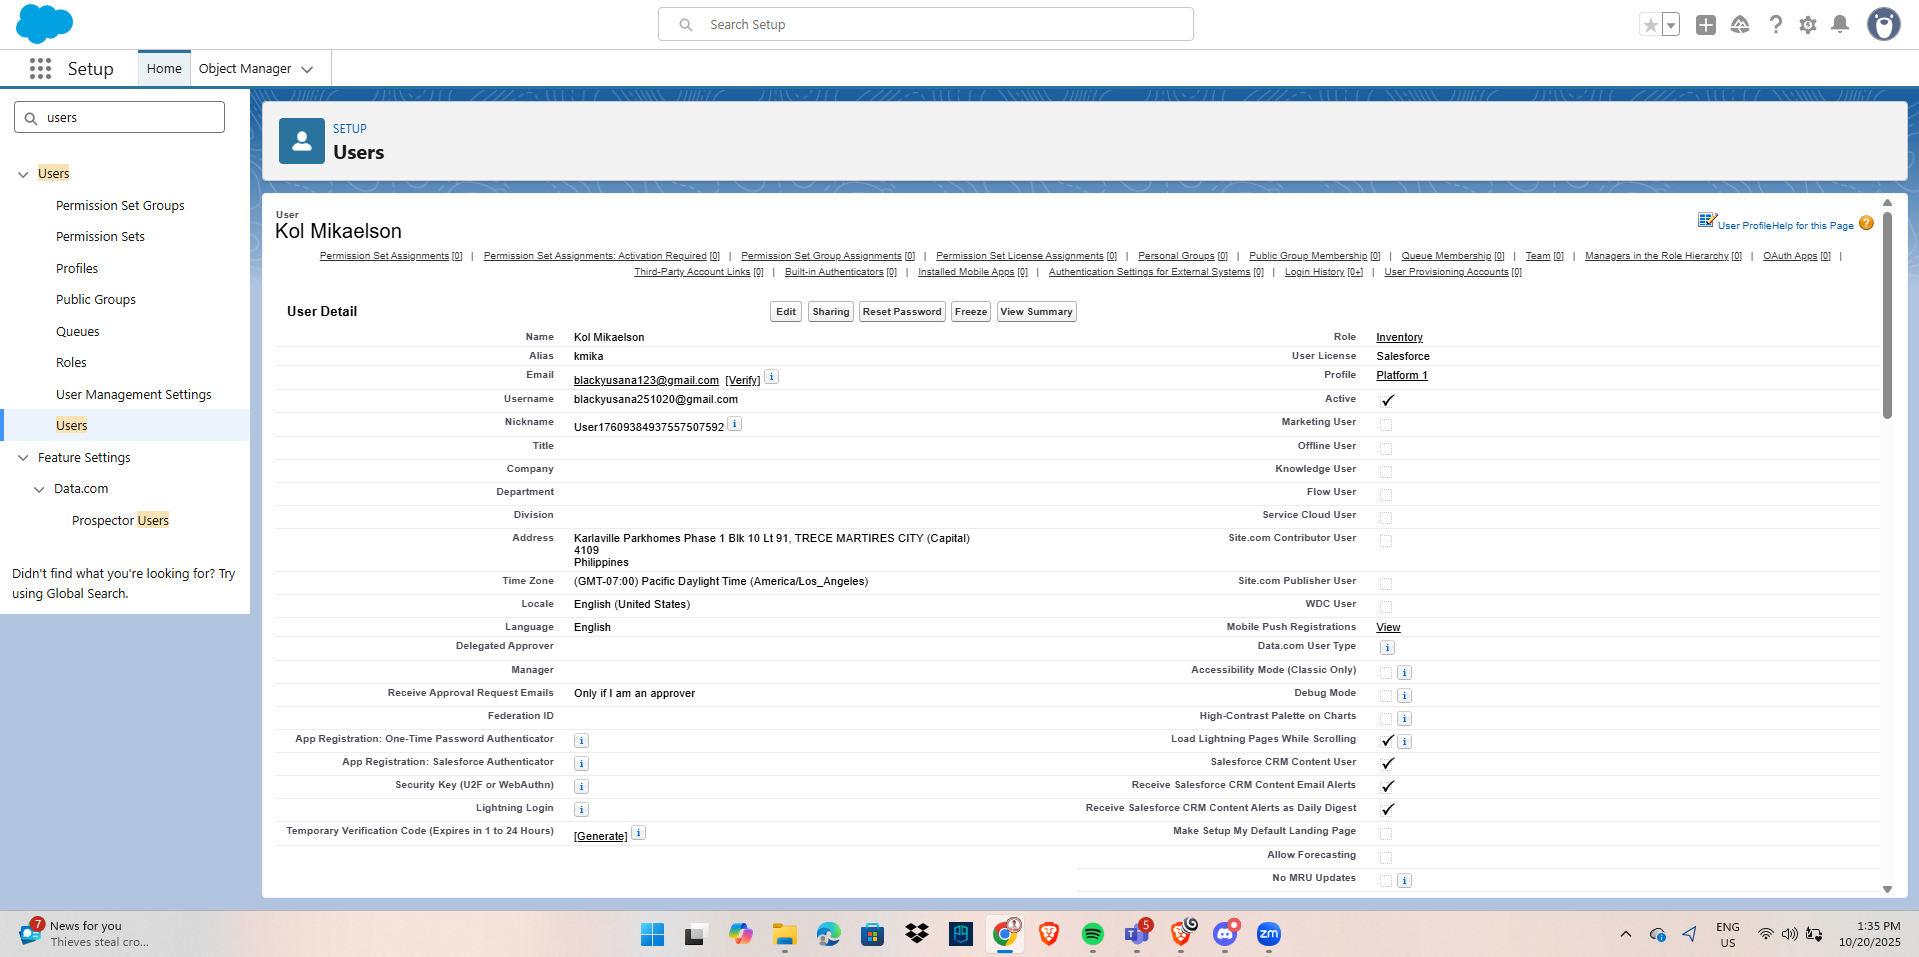 Search Setup
Setup
Home
Object Manager
users
Users
Permission Set Groups
Permission Sets
Profiles
Public Groups
Queues
Roles
User Management Settings
Users
Feature Settings
Data.com
Prospector Users
Didn't find what you're looking for? Try
using Global Search.
SETUP
Users
User
Kol Mikaelson
User Profile Help for this Page ?
Permission Set Assignments [0] | Permission Set Assignments: Activation Required [0] | Permission Set Group Assignments [0] | Permission Set License Assignments [0] | Personal Groups [0] | Public Group Membership [0] | Queue Membership [0] | Team [0] | Managers in the Role Hierarchy [0] | OAuth Apps [0] |
Third-Party Account Links [0] | Built-in Authenticators [0] | Installed Mobile Apps [0] | Authentication Settings for External Systems [0] | Login History [0+] | User Provisioning Accounts [0]
User Detail
Edit Sharing Reset Password Freeze View Summary
Name Kol Mikaelson
Role Inventory
Alias kmika
User License Salesforce
Email blackyusana123@gmail.com [Verify] i
Profile Platform 1
Username blackyusana251020@gmail.com
Active
Nickname User17609384937557507592 i
Marketing User
Title
Offline User
Company
Knowledge User
Department
Flow User
Division
Service Cloud User
Address Karlaville Parkhomes Phase 1 Blk 10 Lt 91, TRECE MARTIRES CITY (Capital)
4109
Philippines
Site.com Contributor User
Time Zone (GMT-07:00) Pacific Daylight Time (America/Los_Angeles)
Site.com Publisher User
Locale English (United States)
WDC User
Language English
Mobile Push Registrations View
Delegated Approver
Data.com User Type i
Manager
Accessibility Mode (Classic Only) i
Receive Approval Request Emails Only if I am an approver
Debug Mode i
Federation ID
High-Contrast Palette on Charts i
App Registration: One-Time Password Authenticator i
Load Lightning Pages While Scrolling i
App Registration: Salesforce Authenticator i
Salesforce CRM Content User
Security Key (U2F or WebAuthn) i
Receive Salesforce CRM Content Email Alerts
Lightning Login i
Receive Salesforce CRM Content Alerts as Daily Digest
Temporary Verification Code (Expires in 1 to 24 Hours) [Generate] i
Make Setup My Default Landing Page
Allow Forecasting
No MRU Updates i
7
News for you
Thieves steal cro...
5
zm
ENG
US
1:35 PM
10/20/2025